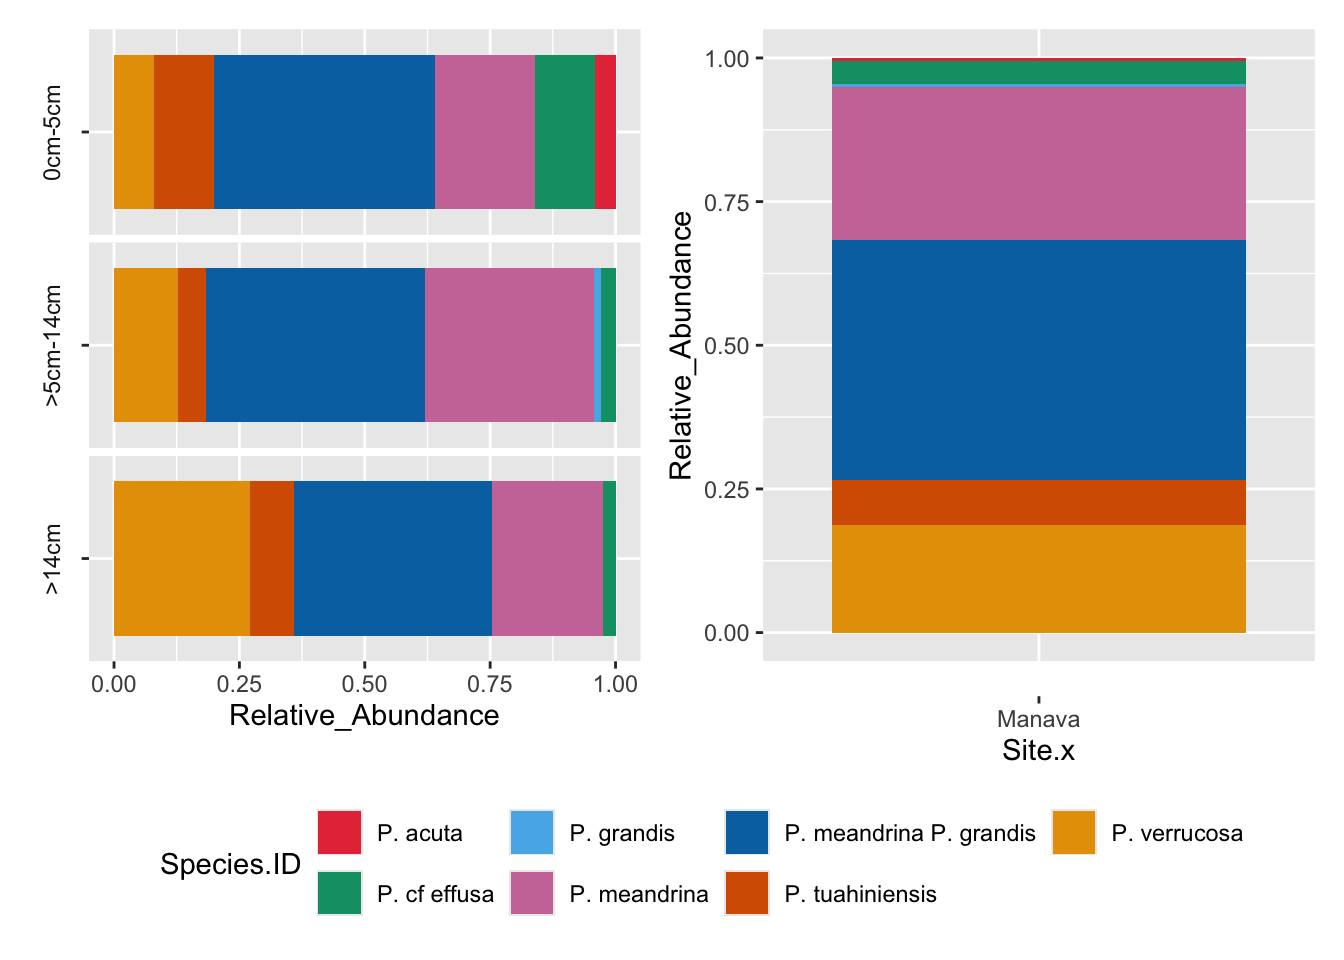 0cm-5cm
>5cm-14cm
>14cm
0.00 0.25 0.50 0.75 1.00
Relative_Abundance
Relative_Abundance
1.00
0.75
0.50
0.25
0.00
Manava
Site.x
Species.ID
P. acuta P. grandis P. meandrina P. grandis P. verrucosa
P. cf effusa P. meandrina P. tuahiniensis